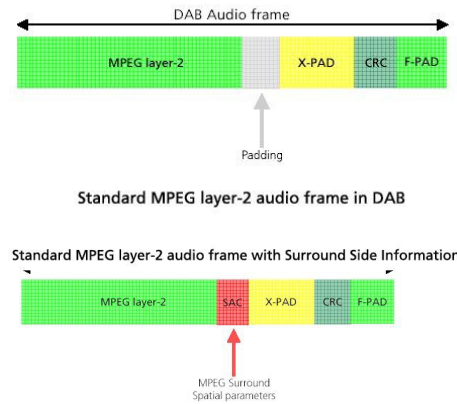 DAB Audio frame
MPEG layer-2 X-PAD CRC F-PAD
Padding
Standard MPEG layer-2 audio frame in DAB
Standard MPEG layer-2 audio frame with Surround Side Information
MPEG layer-2 SAC X-PAD CRC F-PAD
MPEG Surround
Spatial parameters